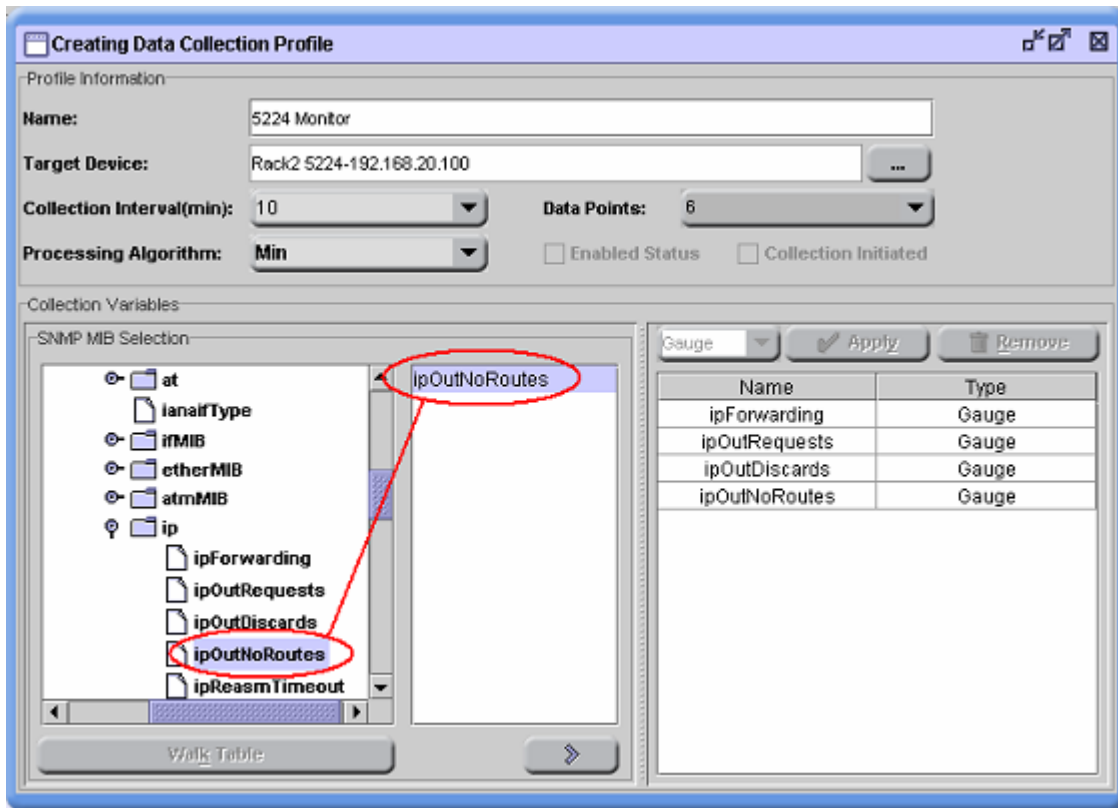 Creating Data Collection Profile
Profile Information
Name: 5224 Monitor
Target Device: Rack2 5224-192.168.20.100 ...
Collection Interval(min): 10 Data Points: 6
Processing Algorithm: Min Enabled Status Collection Initiated
Collection Variables
SNMP MIB Selection
at
ianaifType
ifMIB
etherMIB
atmMIB
ip
ipForwarding
ipOutRequests
ipOutDiscards
ipOutNoRoutes
ipReasmTimeout
Walk Table
ipOutNoRoutes
Gauge Apply Remove
Name Type
ipForwarding Gauge
ipOutRequests Gauge
ipOutDiscards Gauge
ipOutNoRoutes Gauge